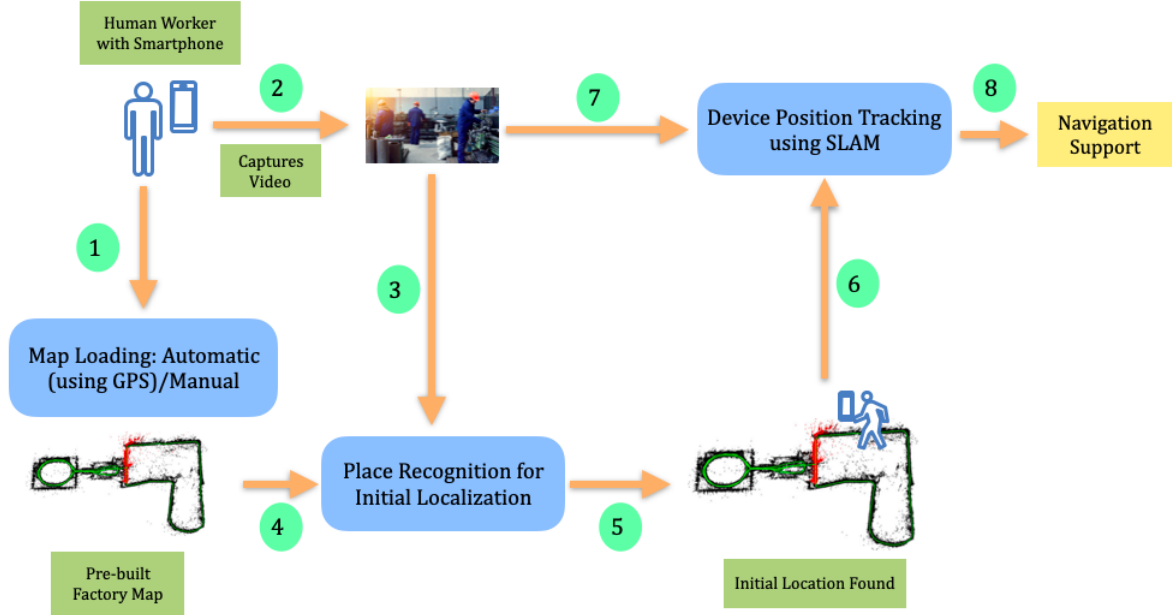 Human Worker
with Smartphone
2
7
8
Device Position Tracking
using SLAM
Navigation
Support
Captures
Video
1
3
6
Map Loading: Automatic
(using GPS)/Manual
Place Recognition for
Initial Localization
4
5
Pre-built
Factory Map
Initial Location Found